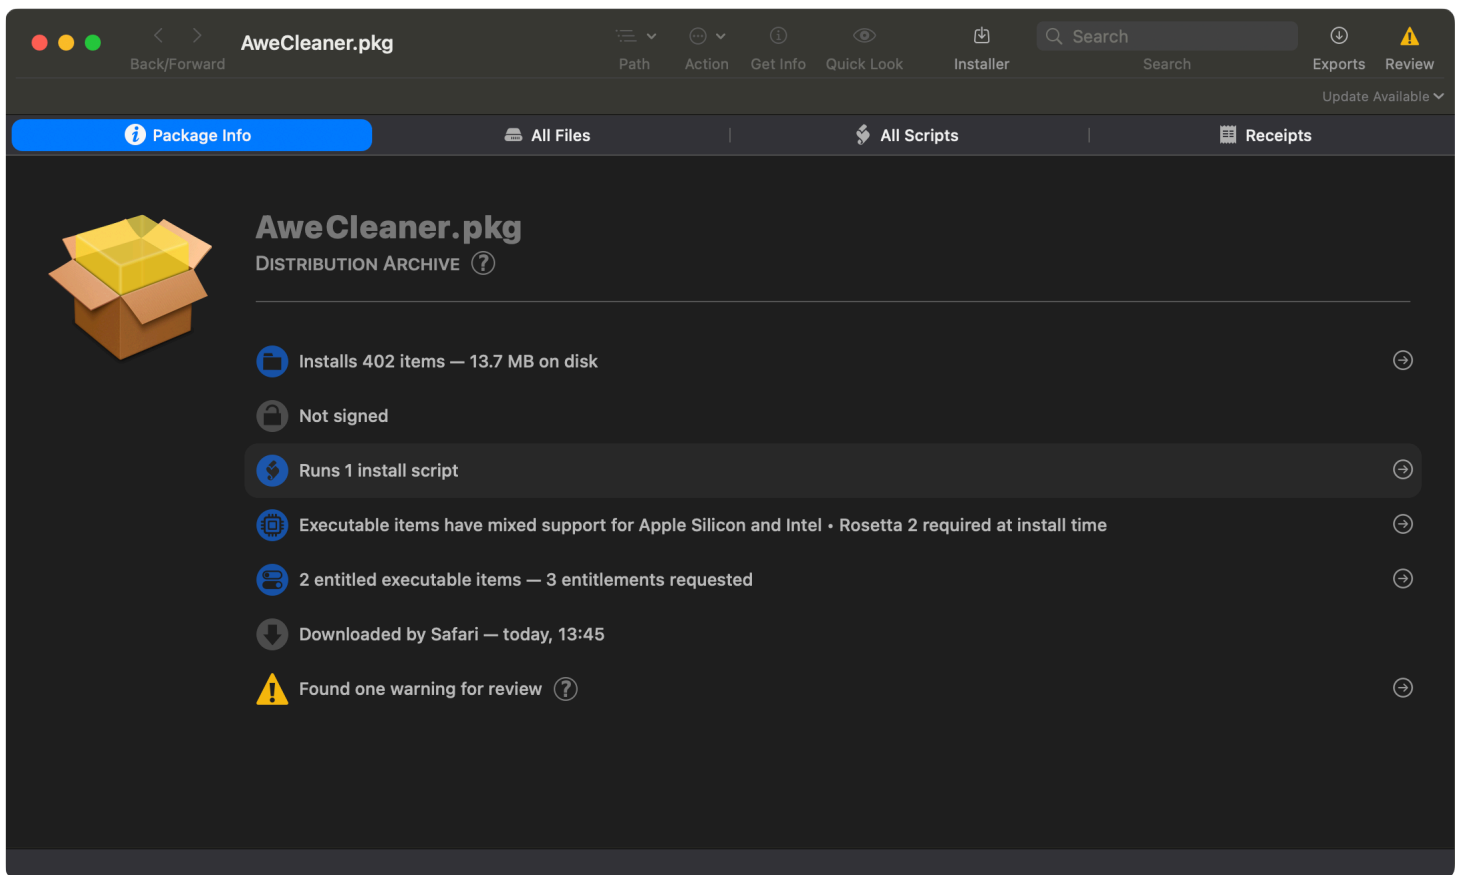 AweCleaner.pkg
Back/Forward
Path
Action
Get Info
Quick Look
Installer
Search
Search
Exports
Review
Update Available
Package Info
All Files
All Scripts
Receipts
AweCleaner.pkg
DISTRIBUTION ARCHIVE ?
Installs 402 items — 13.7 MB on disk
Not signed
Runs 1 install script
Executable items have mixed support for Apple Silicon and Intel • Rosetta 2 required at install time
2 entitled executable items — 3 entitlements requested
Downloaded by Safari — today, 13:45
Found one warning for review ?